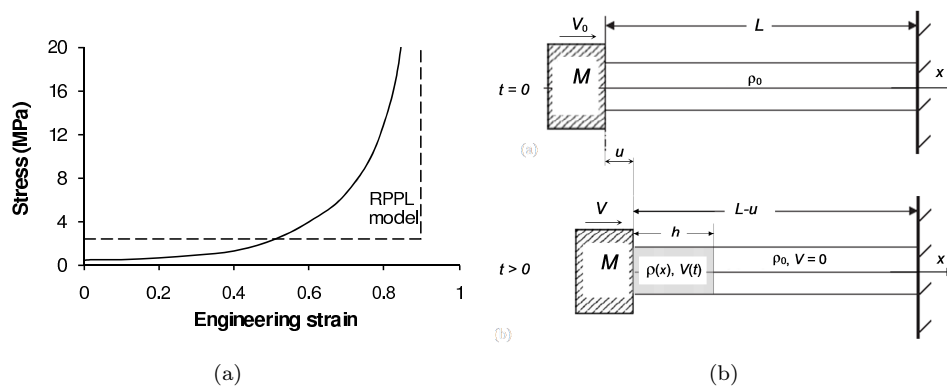 20
16
12
8
4
0
Stress (MPa)
RPPL
model
0
0.2
0.4
0.6
0.8
1
Engineering strain
(a)
V₀
L
M
ρ₀
x
t = 0
(a)
u
V
L-u
h
M
ρ(x), V(t)
ρ₀, V = 0
x
t > 0
(b)
(b)